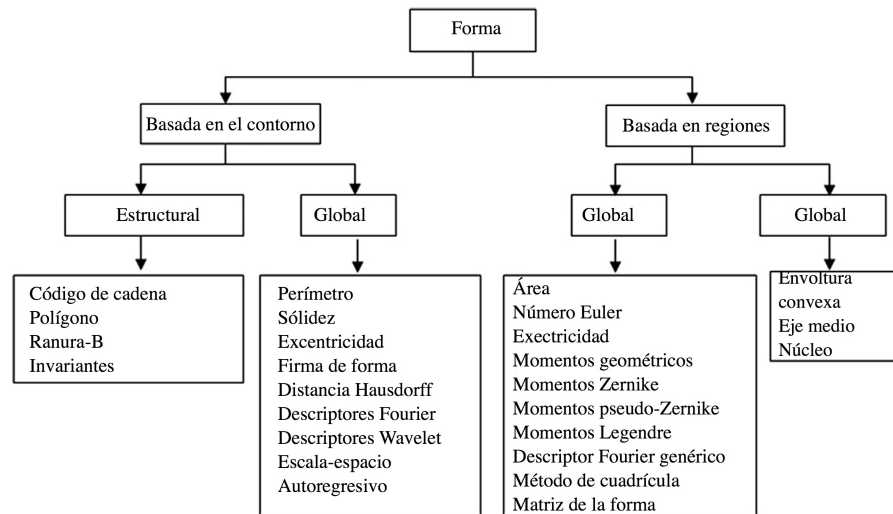 Forma
Basada en el contorno
Basada en regiones
Estructural
Global
Global
Global
Código de cadena
Polígono
Ranura-B
Invariantes
Perímetro
Sólidez
Excentricidad
Firma de forma
Distancia Hausdorff
Descriptores Fourier
Descriptores Wavelet
Escala-espacio
Autoregresivo
Área
Número Euler
Exectricidad
Momentos geométricos
Momentos Zernike
Momentos pseudo-Zernike
Momentos Legendre
Descriptor Fourier genérico
Método de cuadrícula
Matriz de la forma
Envoltura
convexa
Eje medio
Núcleo